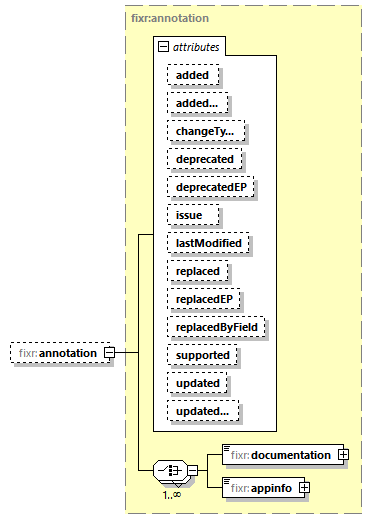 fixr:annotation
attributes
added
added...
changeTy...
deprecated
deprecatedEP
issue
lastModified
replaced
replacedEP
replacedByField
supported
updated
updated...
fixr:annotation
fixr:documentation
fixr:appinfo
1..∞